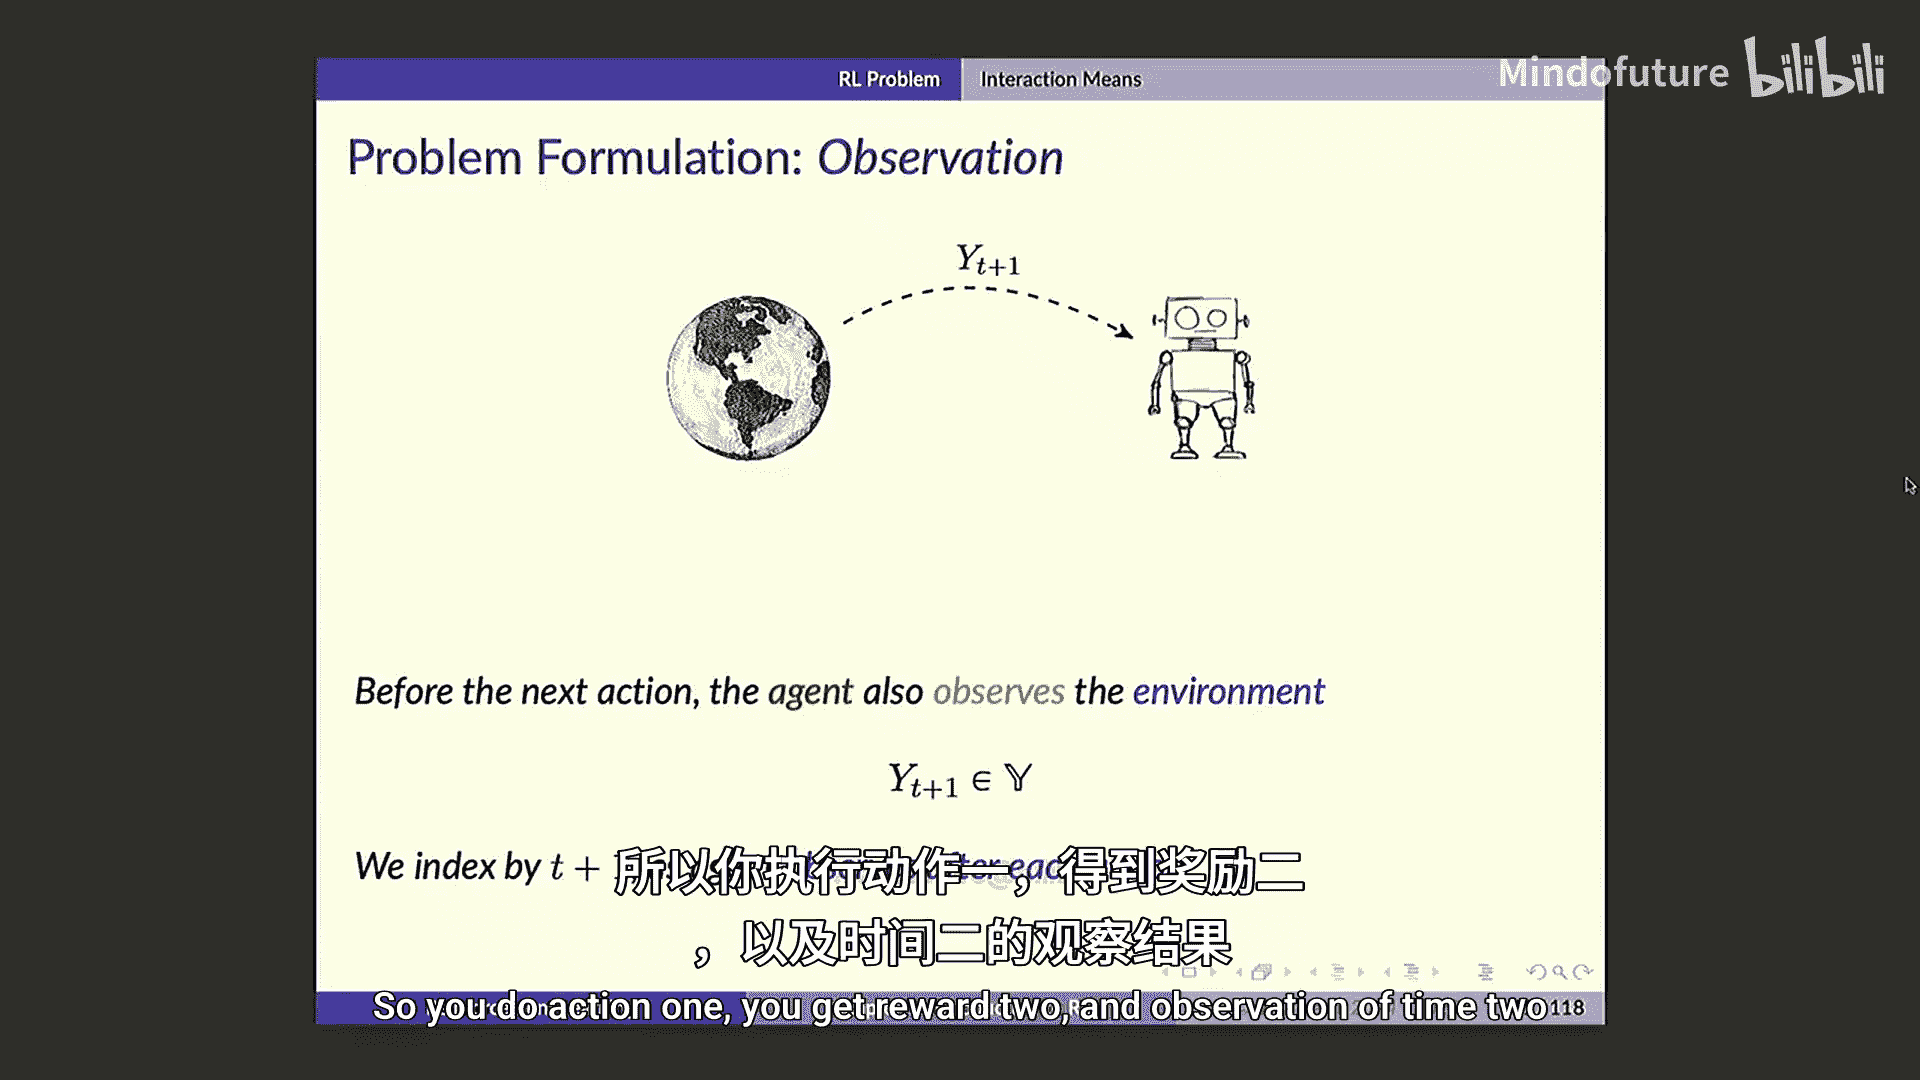 Mindofuture bilibili
RL Problem Interaction Means
Problem Formulation: Observation
Y_{t+1}
Before the next action, the agent also observes the environment
Y_{t+1} ∈ 𝕐
We index by t +
所以你执行动作一，得到奖励二
，以及时间二的观察结果
So you do action one, you get reward two, and observation of time two
118